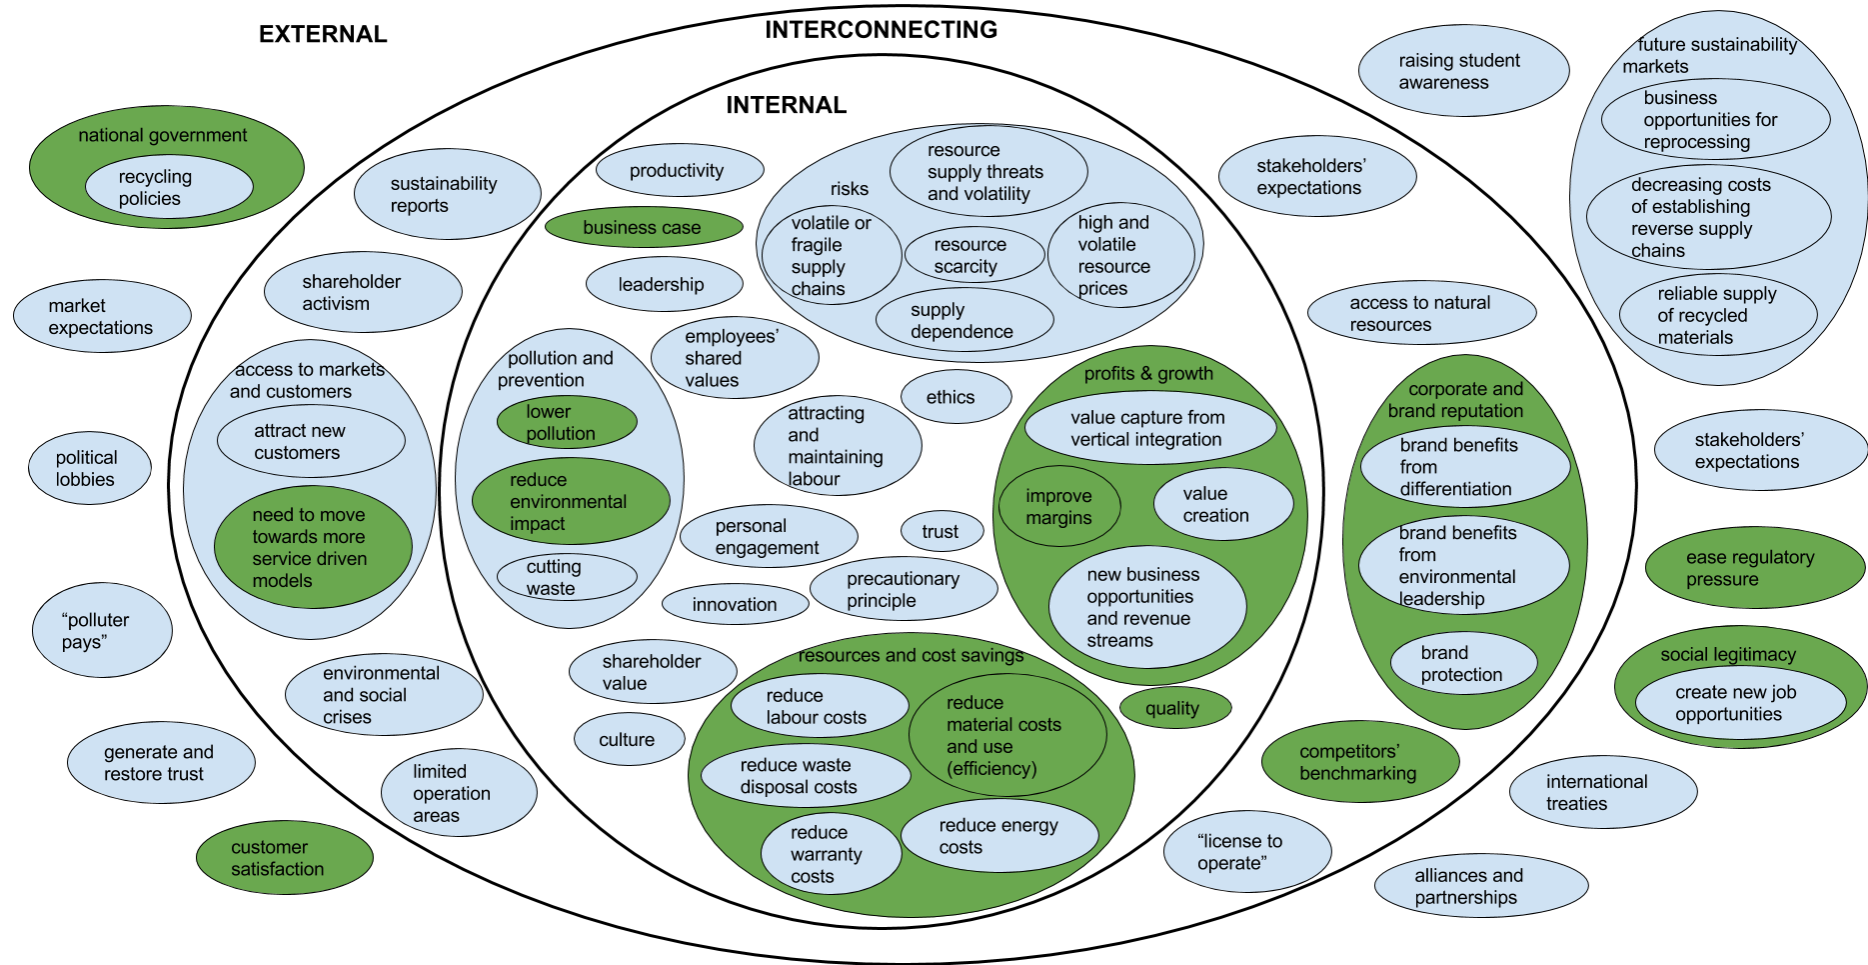 EXTERNAL
INTERCONNECTING
INTERNAL
national government
recycling
policies
market
expectations
political
lobbies
“polluter
pays”
generate and
restore trust
customer
satisfaction
sustainability
reports
shareholder
activism
access to markets
and customers
attract new
customers
need to move
towards more
service driven
models
environmental
and social
crises
limited
operation
areas
productivity
business case
leadership
employees’
shared
values
pollution and
prevention
lower
pollution
reduce
environmental
impact
cutting
waste
risks
resource
supply threats
and volatility
volatile or
fragile
supply
chains
resource
scarcity
high and
volatile
resource
prices
supply
dependence
ethics
attracting
and
maintaining
labour
personal
engagement
trust
innovation
precautionary
principle
shareholder
value
culture
profits & growth
value capture from
vertical integration
improve
margins
value
creation
new business
opportunities
and revenue
streams
quality
resources and cost savings
reduce
labour costs
reduce
material costs
and use
(efficiency)
reduce waste
disposal costs
reduce
warranty
costs
reduce energy
costs
stakeholders’
expectations
access to natural
resources
corporate and
brand reputation
brand benefits
from
differentiation
brand benefits
from
environmental
leadership
brand
protection
competitors’
benchmarking
“license to
operate”
raising student
awareness
future sustainability
markets
business
opportunities for
reprocessing
decreasing costs
of establishing
reverse supply
chains
reliable supply
of recycled
materials
stakeholders’
expectations
ease regulatory
pressure
social legitimacy
create new job
opportunities
international
treaties
alliances and
partnerships